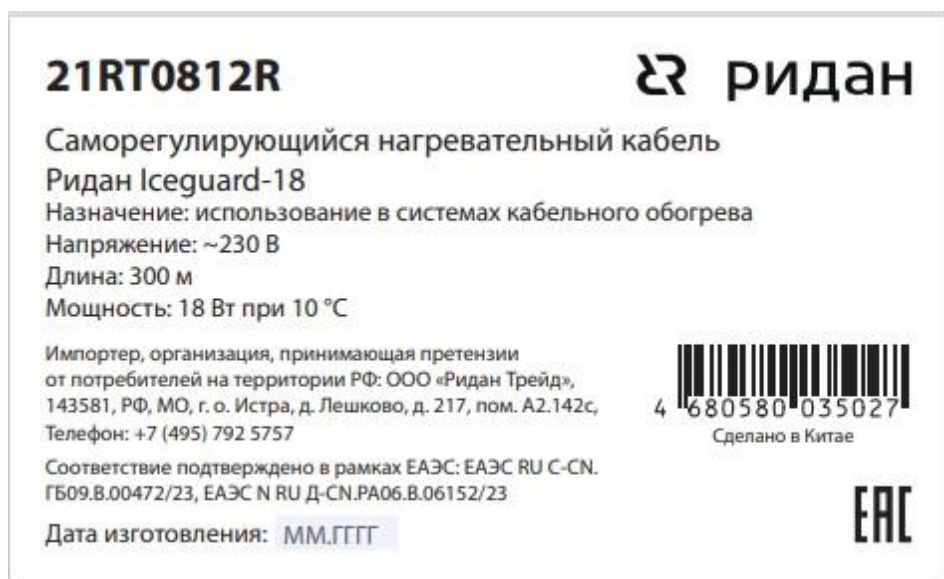 21RT0812R
ридан
Саморегулирующийся нагревательный кабель
Ридан Iceguard-18
Назначение: использование в системах кабельного обогрева
Напряжение: ~230 В
Длина: 300 м
Мощность: 18 Вт при 10 °C
Импортер, организация, принимающая претензии
от потребителей на территории РФ: ООО «Ридан Трейд»,
143581, РФ, МО, г. о. Истра, д. Лешково, д. 217, пом. А2.142с,
Телефон: +7 (495) 792 5757
4 680580 035027
Сделано в Китае
Соответствие подтверждено в рамках ЕАЭС: ЕАЭС RU C-CN.
ГБ09.В.00472/23, ЕАЭС N RU Д-CN.РА06.В.06152/23
Дата изготовления: ММ.ГГГГ
EAC